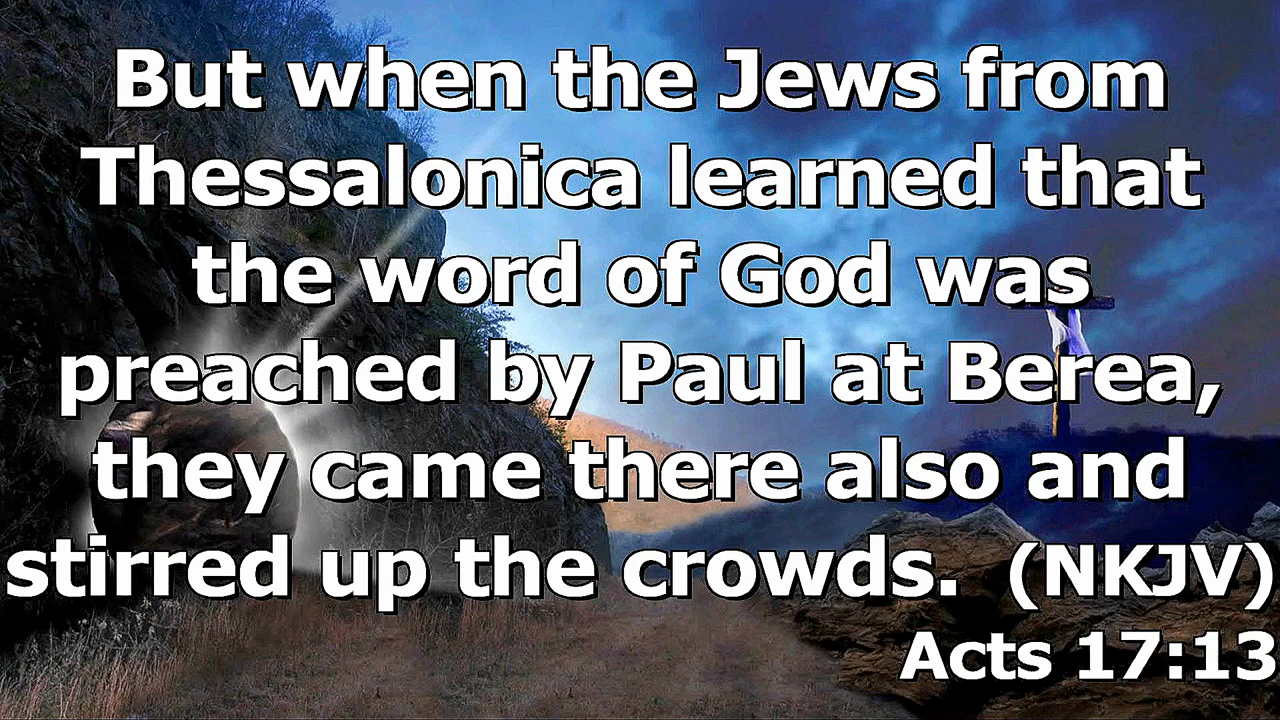 But when the Jews from
Thessalonica learned that
the word of God was
preached by Paul at Berea,
they came there also and
stirred up the crowds. (NKJV)
Acts 17:13